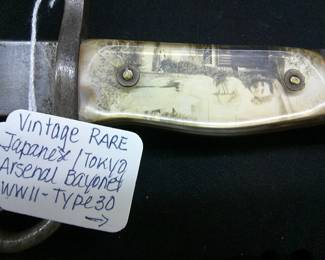 Vintage RARE
Japanese/Tokyo
Arsenal Bayonet
WWII-Type 30
→